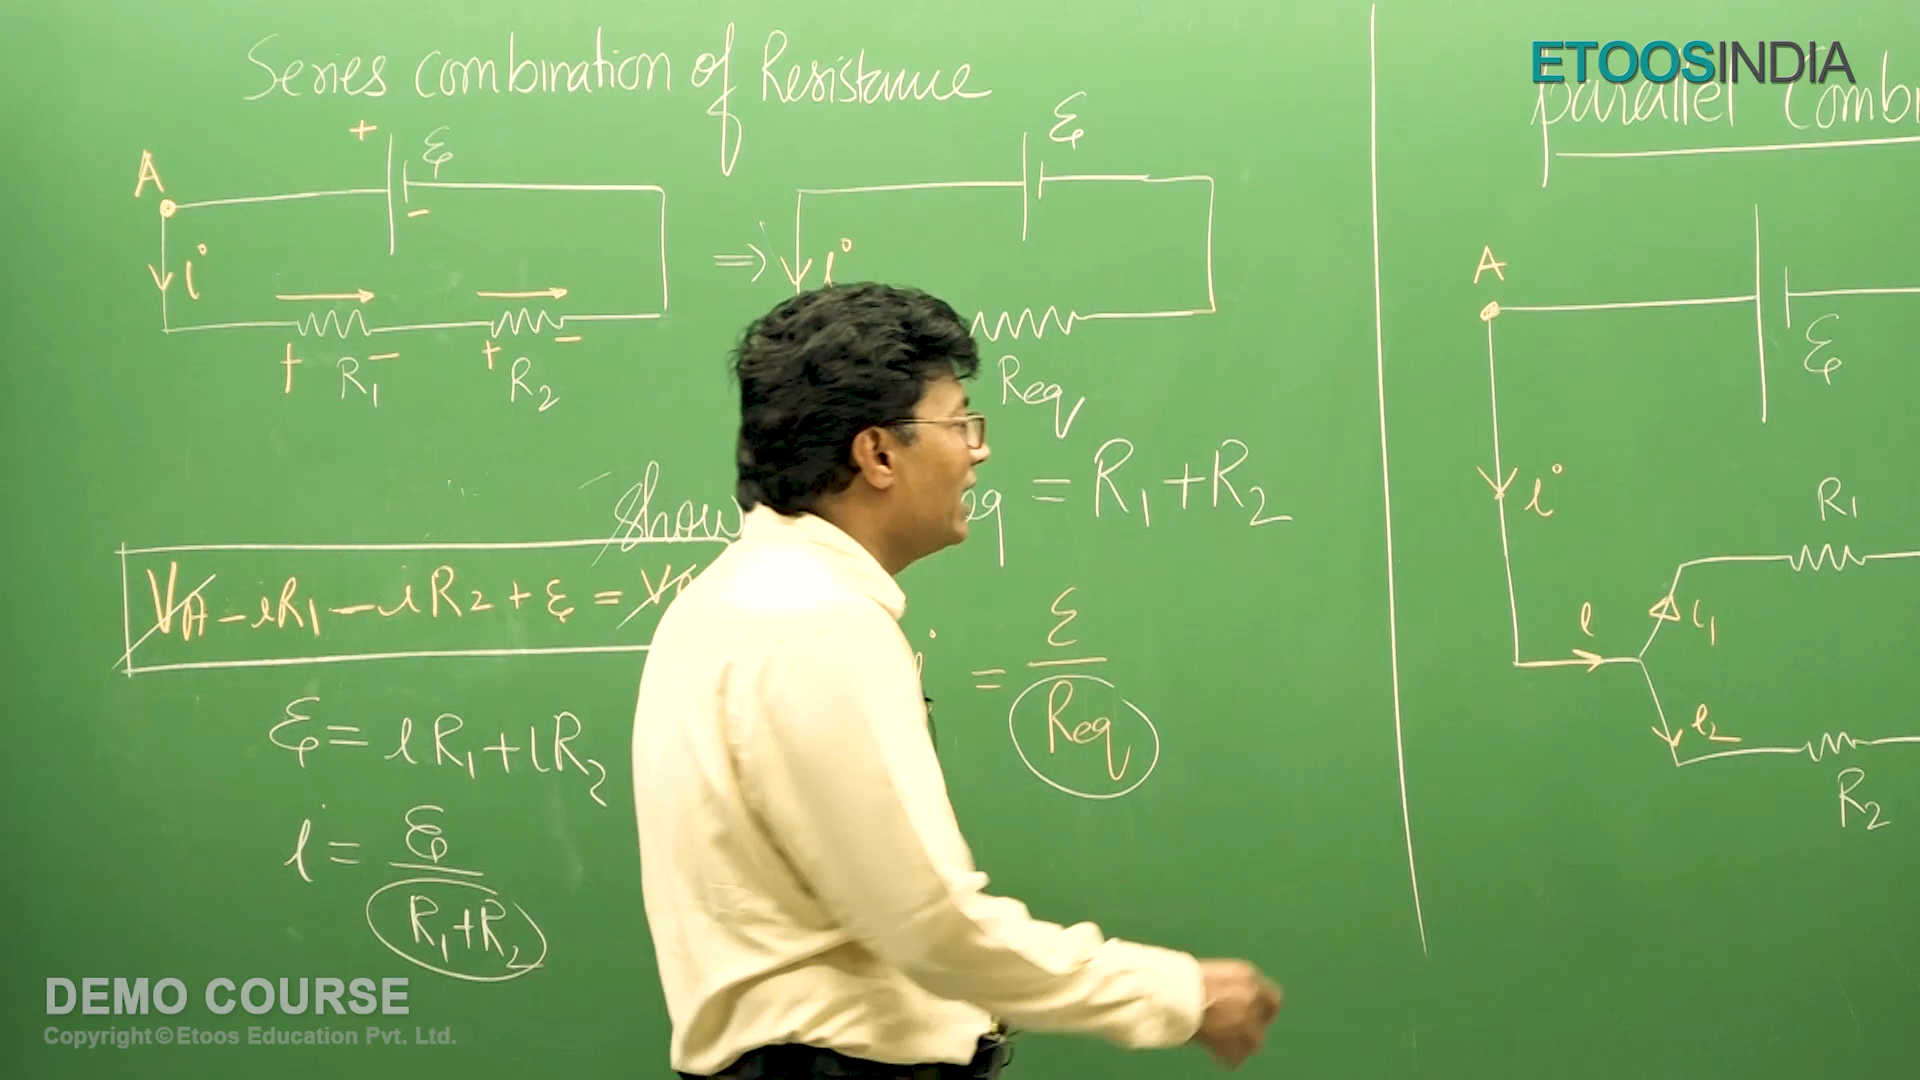 Series combination of Resistance
+
ε
A
-
i
+ R1 - + R2 -
ε
⇒
i
Req
show
eq = R1+R2
VA - iR1 - iR2 + ε = VA
ε = iR1 + iR2
i = ε / R1+R2
i = ε / Req
ETOOSINDIA
parallel Combi
A
ε
i
R1
i
i1
i2
R2
DEMO COURSE
Copyright © Etoos Education Pvt. Ltd.